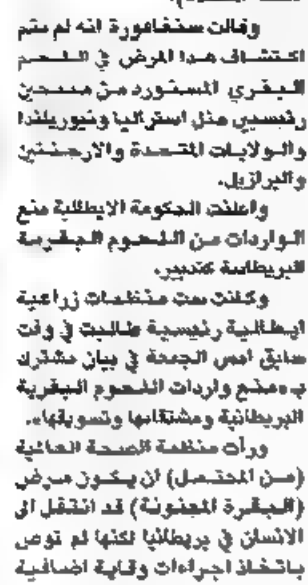 وقالت سنغافورة انه لم يتم
اكتشاف هذا المرض في اللحم
البقري المستورد من منتجين
رئيسيين مثل استراليا ونيوزيلندا
والولايات المتحدة والارجنتين
والبرازيل.
واعلنت الحكومة الايطالية منع
الواردات من اللحوم البقرية
البريطانية كتدبير.
وكانت ست منظمات زراعية
ايطالية رئيسية طالبت في وقت
سابق امس الجمعة في بيان مشترك
بـ«منع واردات اللحوم البقرية
البريطانية ومشتقاتها وتسويقها».
ورأت منظمة الصحة العالمية
(من المحتمل) ان يكون مرض
(البقرة المجنونة) قد انتقل الى
الانسان في بريطانيا لكنها لم توص
باتخاذ اجراءات وقاية اضافية